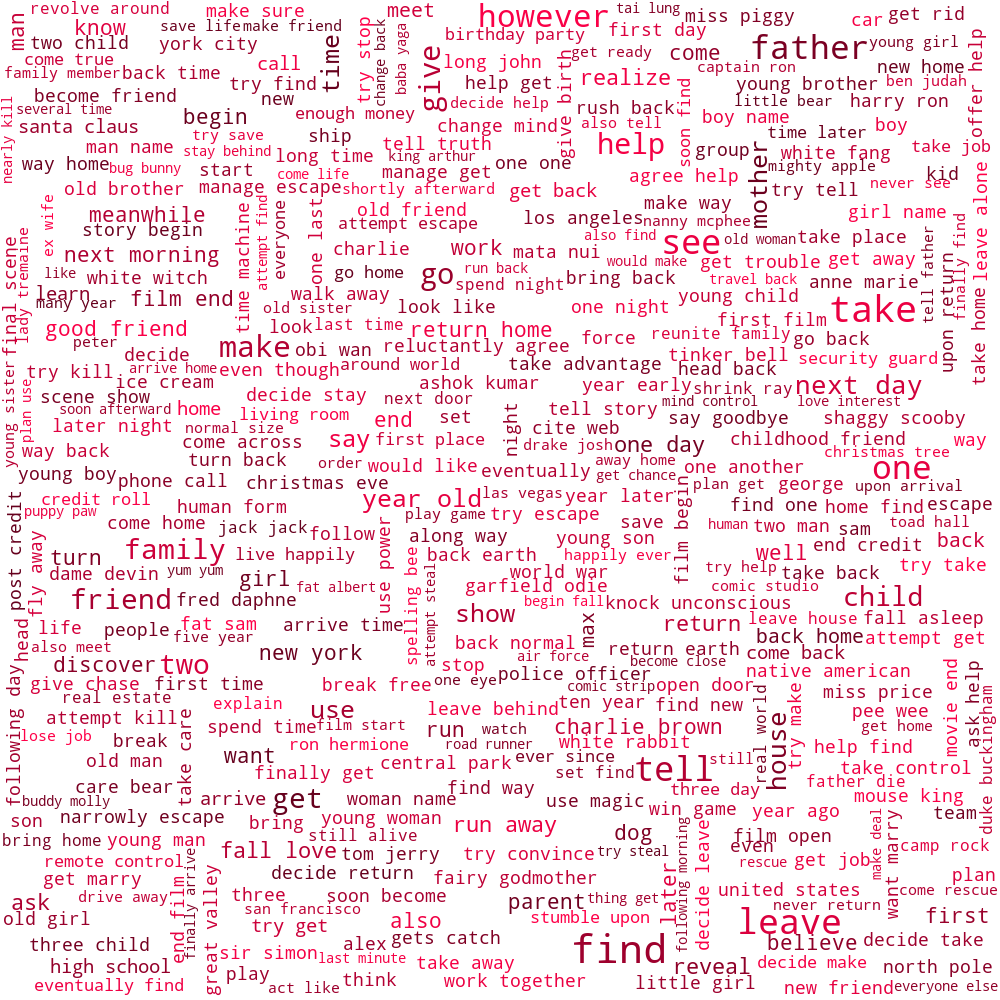 revolve around
make sure
meet
however
tai lung
miss piggy
car
get rid
man
know
save life
make friend
time
try stop
change back
baba yaga
give
birthday party
first day
father
young girl
two child
york city
long john
get ready
come
offer help
come true
call
realize
captain ron
new home
family member
back time
try find
help get
give birth
young brother
ben judah
become friend
new
decide help
rush back
soon find
little bear
harry ron
nearly kill
several time
begin
enough money
change mind
also tell
boy name
boy
santa claus
try save
ship
tell truth
help
group
mother
time later
take job
man name
stay behind
long time
king arthur
one one
white fang
way home
bug bunny
start
come life
manage get
agree help
mighty apple
kid
old brother
manage escape
shortly afterward
get back
try tell
never see
leave alone
ex wife
meanwhile
time machine
attempt find
everyone
one last
old friend
make way
girl name
story begin
attempt escape
los angeles
nanny mcphee
final scene
lady tremaine
next morning
charlie
work
mata nui
also find
see
old woman
take place
tell father
finally find
like
white witch
go home
go
run back
would make
get trouble
get away
learn
many year
film end
walk away
spend night
bring back
travel back
anne marie
upon return
take home
old sister
look like
one night
young child
take
good friend
look
last time
return home
force
reunite family
first film
go back
peter
decide
make
obi wan
reluctantly agree
tinker bell
security guard
young sister
plan use
try kill
arrive home
even though
around world
take advantage
head back
ice cream
ashok kumar
year early
shrink ray
next day
scene show
decide stay
next door
mind control
love interest
soon afterward
home
living room
end
set
night
tell story
say goodbye
shaggy scooby
later night
normal size
say
first place
cite web
drake josh
one day
childhood friend
way
way back
come across
christmas tree
turn back
order
would like
eventually
away home
one another
one
young boy
phone call
christmas eve
get chance
plan get
george
upon arrival
post credit
credit roll
year old
las vegas
year later
find one
home find
escape
puppy paw
human form
play game
try escape
save
film begin
come home
jack jack
follow
use power
along way
young son
human
two man
sam
toad hall
fly away
turn
family
live happily
spelling bee
attempt steal
back earth
happily ever
well
end credit
back
dame devin
yum yum
girl
fat albert
world war
try help
take back
try take
garfield odie
comic studio
friend
fred daphne
begin fall
knock unconscious
child
show
max
head
life
people
fat sam
arrive time
return
leave house
fall asleep
five year
back normal
back home
attempt get
also meet
new york
stop
air force
return earth
come back
following day
discover
two
one eye
police officer
become close
native american
ask help
give chase
first time
break free
comic strip
open door
real world
try make
miss price
movie end
real estate
explain
use
leave behind
ten year
find new
pee wee
duke buckingham
attempt kill
take care
spend time
film start
run
watch
charlie brown
house
get home
lose job
break
ron hermione
road runner
white rabbit
help find
want
central park
ever since
old man
finally get
set find
tell
still
take control
care bear
find way
three day
father die
buddy molly
arrive
get
woman name
use magic
mouse king
son
narrowly escape
bring
young woman
win game
year ago
team
bring home
young man
still alive
run away
dog
following morning
decide leave
even
film open
make deal
want marry
camp rock
remote control
end film
finally arrive
great valley
fall love
tom jerry
try convince
try steal
later
rescue
get job
plan
get marry
decide return
fairy godmother
drive away
three
soon become
parent
thing get
united states
come rescue
ask
san francisco
never return
old girl
try get
also
stumble upon
leave
first
three child
alex
gets catch
find
believe
decide take
sir simon
last minute
high school
take away
reveal
decide make
north pole
play
think
eventually find
act like
work together
little girl
new friend
everyone else